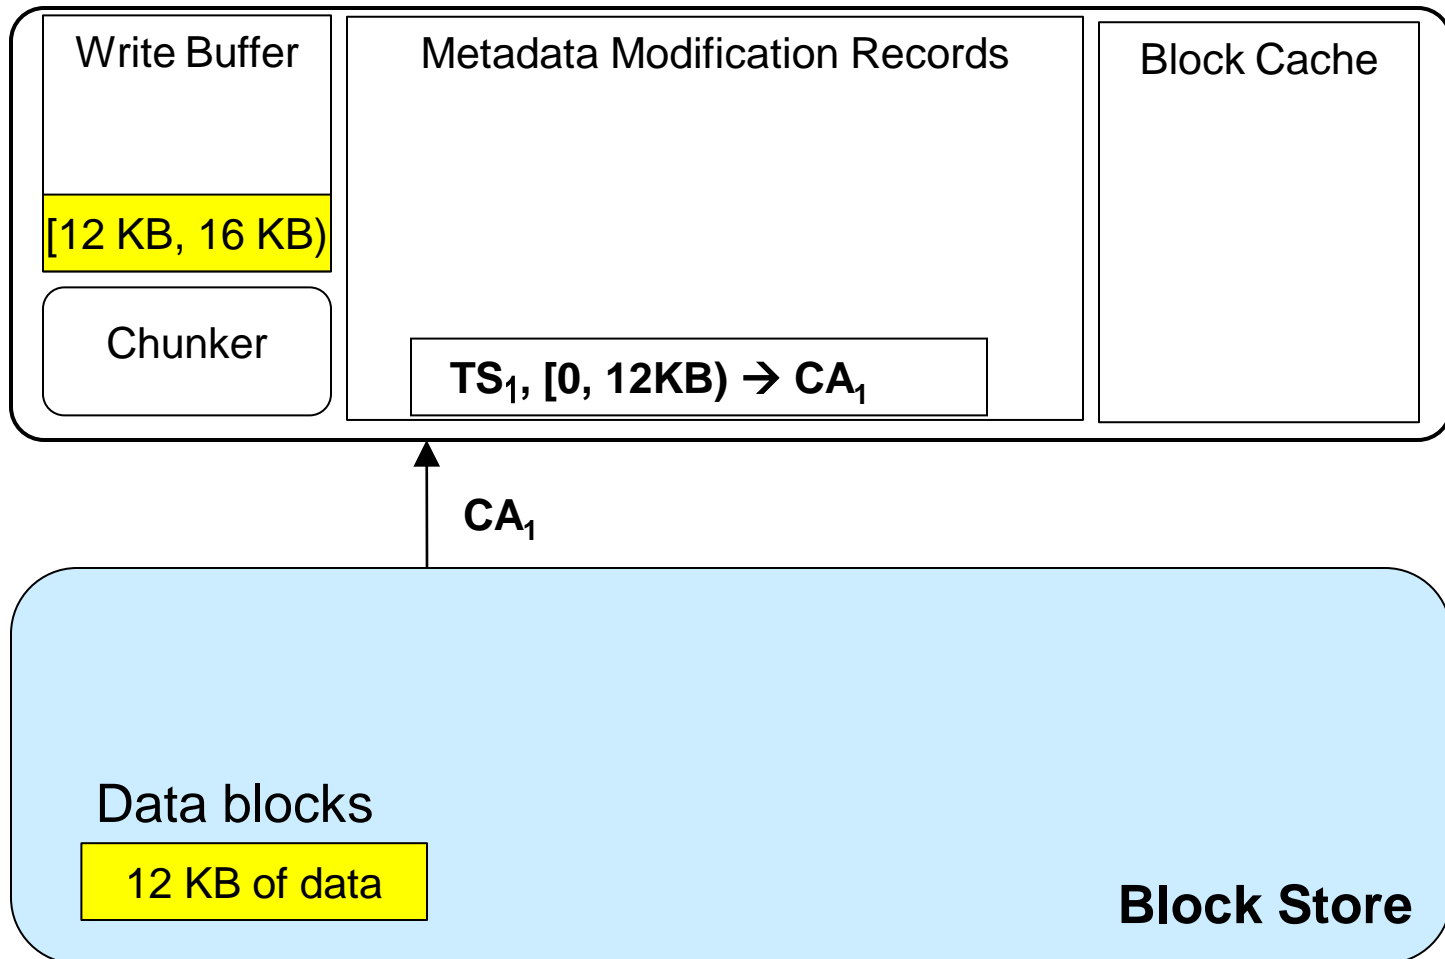 Write Buffer
Metadata Modification Records
Block Cache
[12 KB, 16 KB)
Chunker
TS₁, [0, 12KB) → CA₁
CA₁
Data blocks
12 KB of data
Block Store